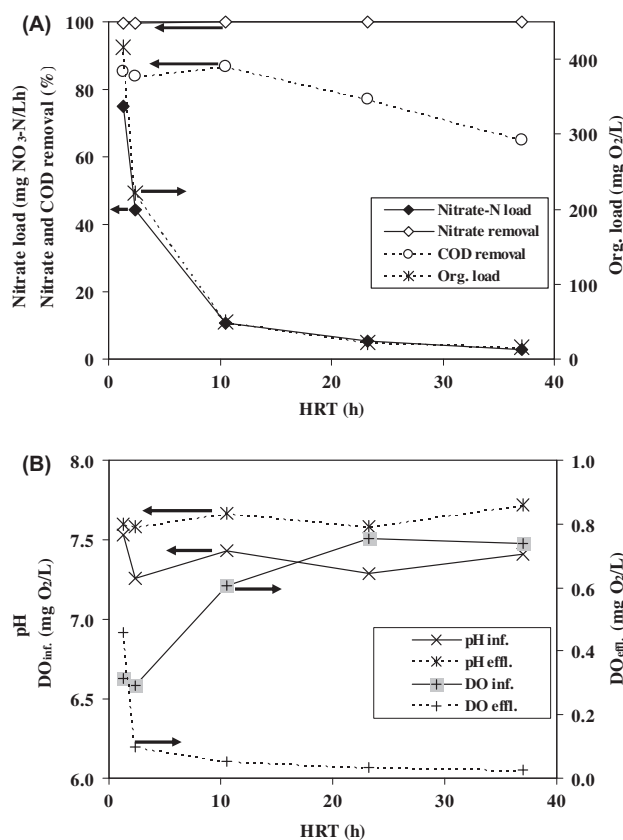 (A)
100
80
60
40
20
0
Nitrate load (mg NO3-N/Lh)
Nitrate and COD removal (%)
400
300
200
100
0
Org. load (mg O2/L)
Nitrate-N load
Nitrate removal
COD removal
Org. load
0 10 20 30 40
HRT (h)
(B)
8.0
7.5
7.0
6.5
6.0
pH
DOinf. (mg O2/L)
1.0
0.8
0.6
0.4
0.2
0.0
DOeffl. (mg O2/L)
pH inf.
pH effl.
DO inf.
DO effl.
0 10 20 30 40
HRT (h)